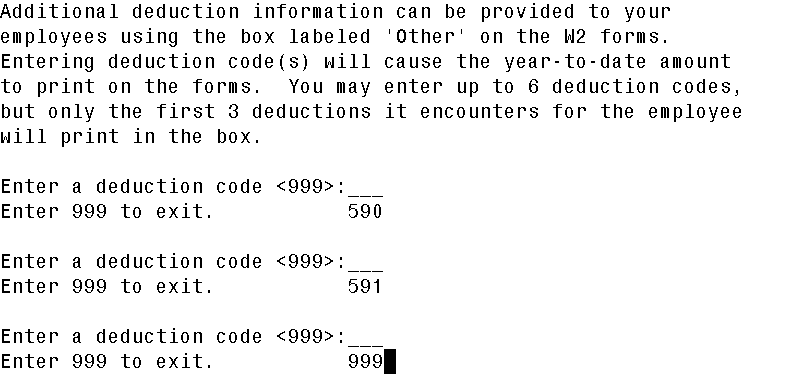 Additional deduction information can be provided to your
employees using the box labeled 'Other' on the W2 forms.
Entering deduction code(s) will cause the year-to-date amount
to print on the forms.  You may enter up to 6 deduction codes,
but only the first 3 deductions it encounters for the employee
will print in the box.

Enter a deduction code <999>:___
Enter 999 to exit.           590

Enter a deduction code <999>:___
Enter 999 to exit.           591

Enter a deduction code <999>:___
Enter 999 to exit.           999